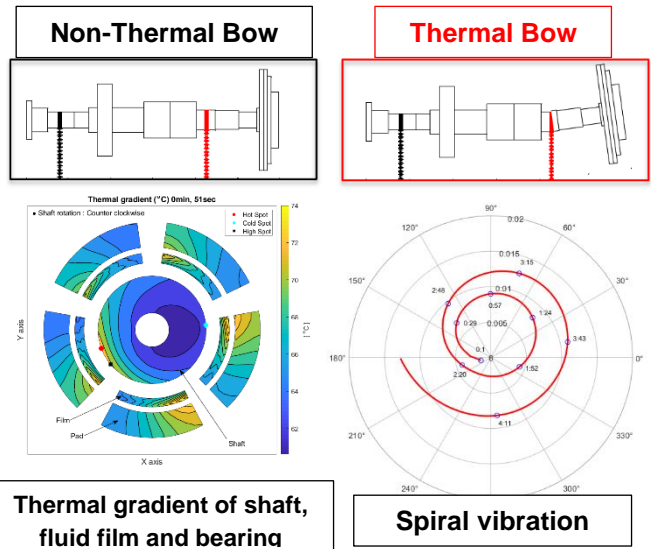 Non-Thermal Bow
Thermal Bow
Thermal gradient (°C) 0min, 51sec
Shaft rotation : Counter clockwise
Hot Spot
Cold Spot
High Spot
74
72
70
68
66
64
62
[°C]
Y axis
X axis
Film
Pad
Shaft
90°
120°
60°
150°
30°
180°
0°
210°
330°
240°
300°
0.02
0.015
0.01
0.005
0:1
0:29
0:57
1:24
1:52
2:20
2:48
3:15
3:43
4:11
Thermal gradient of shaft,
fluid film and bearing
Spiral vibration